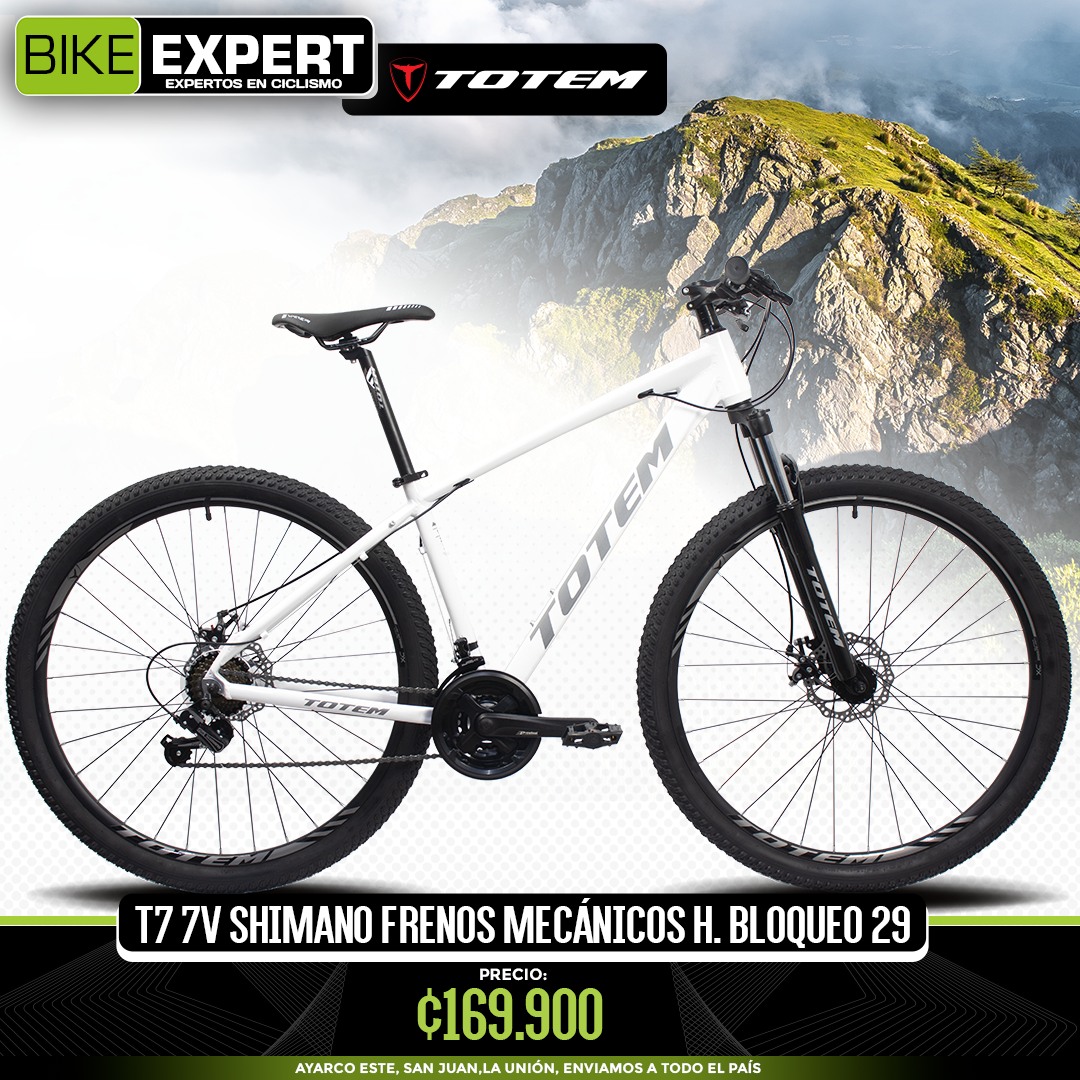 BIKE EXPERT
EXPERTOS EN CICLISMO
TOTEM
TOTEM
TOTEM
TOTEM
TOTEM
TOTEM
T7 7V SHIMANO FRENOS MECÁNICOS H. BLOQUEO 29
PRECIO:
₡169.900
AYARCO ESTE, SAN JUAN,LA UNIÓN, ENVIAMOS A TODO EL PAÍS